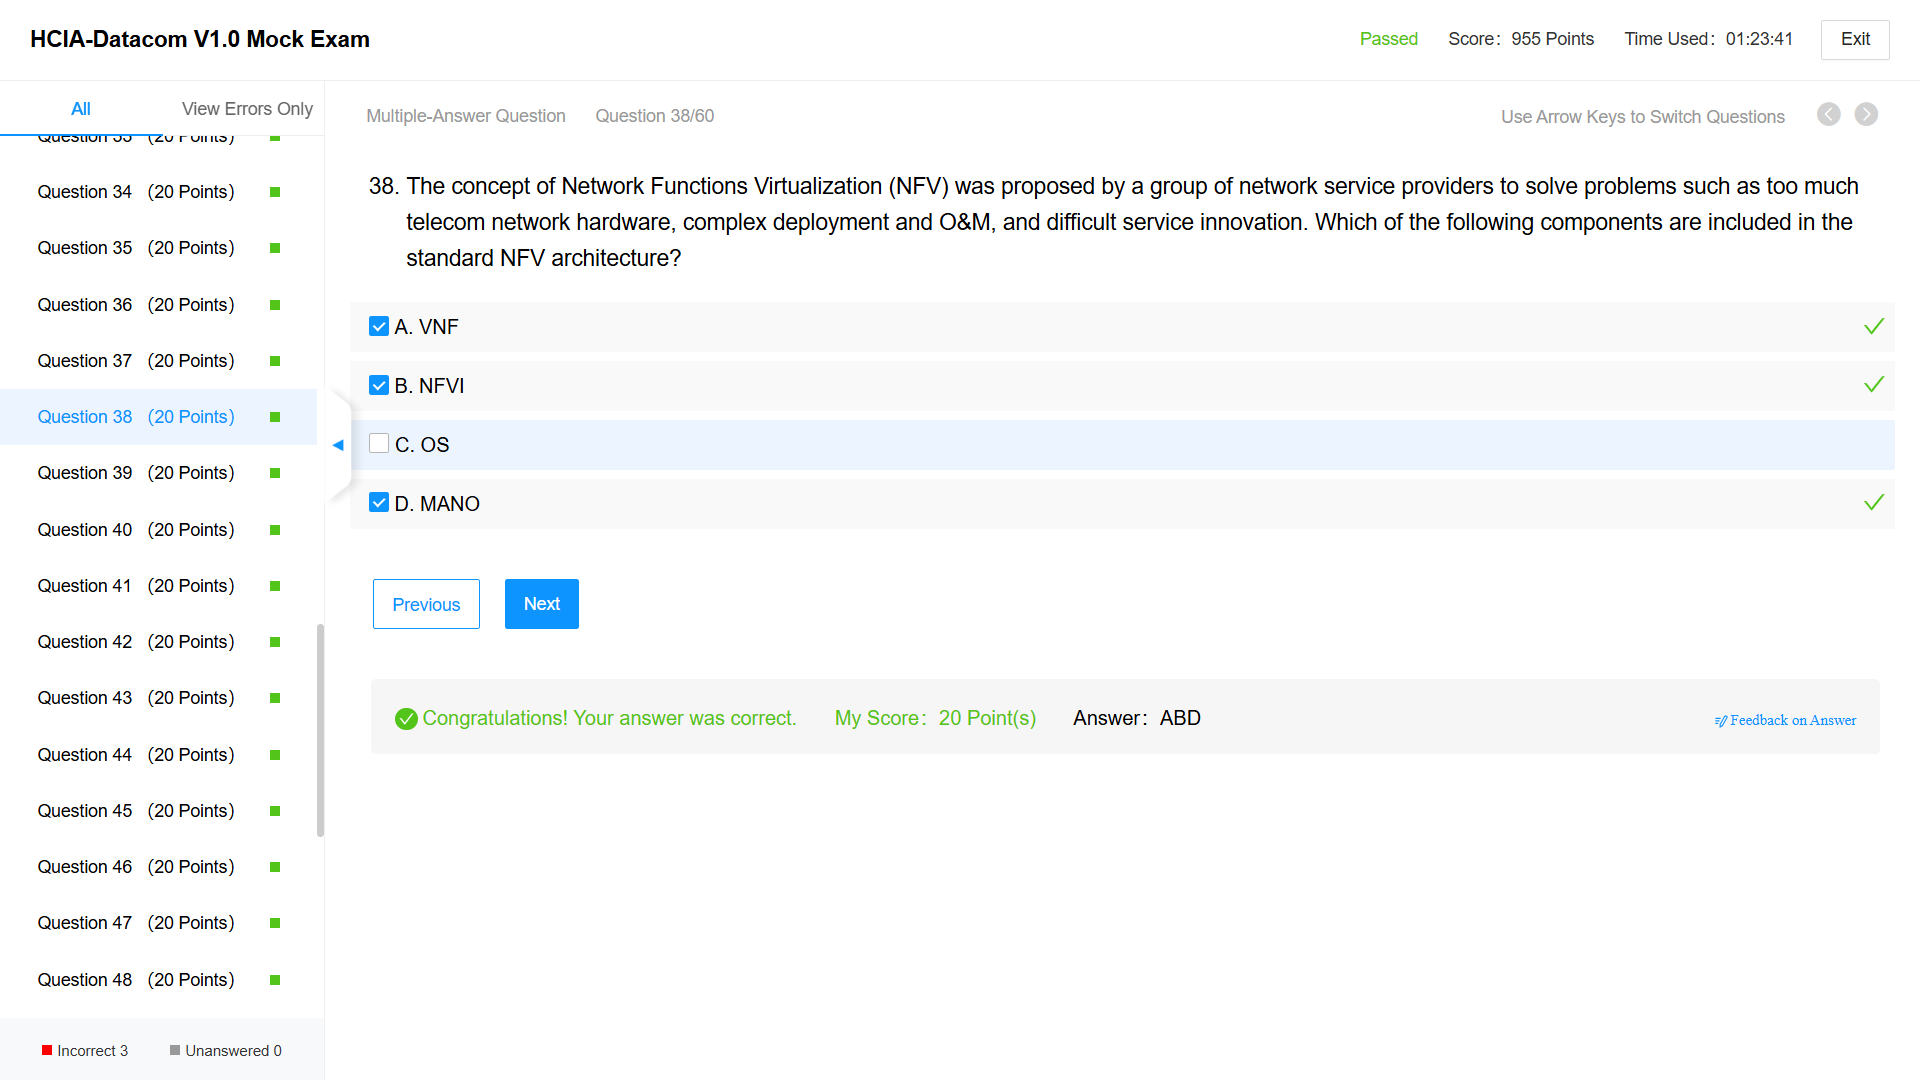 HCIA-Datacom V1.0 Mock Exam
Passed
Score: 955 Points
Time Used: 01:23:41
Exit
All
View Errors Only
Question 33 (20 Points)
Question 34 (20 Points)
Question 35 (20 Points)
Question 36 (20 Points)
Question 37 (20 Points)
Question 38 (20 Points)
Question 39 (20 Points)
Question 40 (20 Points)
Question 41 (20 Points)
Question 42 (20 Points)
Question 43 (20 Points)
Question 44 (20 Points)
Question 45 (20 Points)
Question 46 (20 Points)
Question 47 (20 Points)
Question 48 (20 Points)
Incorrect 3
Unanswered 0
Multiple-Answer Question
Question 38/60
Use Arrow Keys to Switch Questions
38. The concept of Network Functions Virtualization (NFV) was proposed by a group of network service providers to solve problems such as too much
telecom network hardware, complex deployment and O&M, and difficult service innovation. Which of the following components are included in the
standard NFV architecture?
A. VNF
B. NFVI
C. OS
D. MANO
Previous
Next
Congratulations! Your answer was correct.
My Score: 20 Point(s)
Answer: ABD
Feedback on Answer